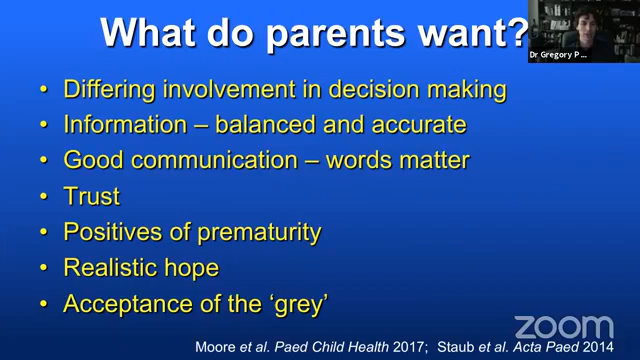 What do parents want?
Dr Gregory P...
• Differing involvement in decision making
• Information – balanced and accurate
• Good communication – words matter
• Trust
• Positives of prematurity
• Realistic hope
• Acceptance of the ‘grey’
zoom
Moore et al. Paed Child Health 2017; Staub et al. Acta Paed 2014